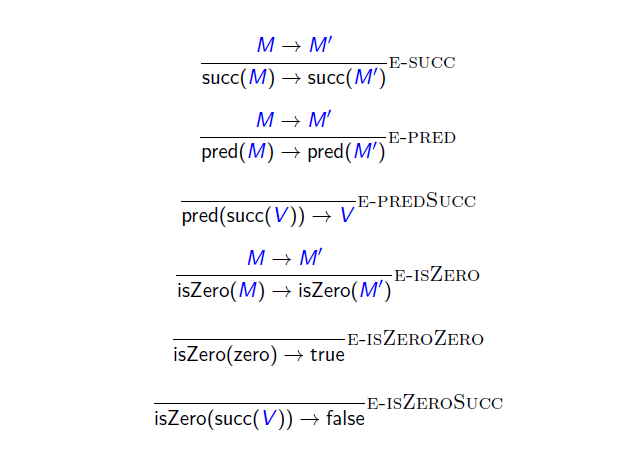 M → M′
succ(M) → succ(M′) E-SUCC
M → M′
pred(M) → pred(M′) E-PRED
pred(succ(V)) → V E-PREDSUCC
M → M′
isZero(M) → isZero(M′) E-ISZERO
isZero(zero) → true E-ISZEROZERO
isZero(succ(V)) → false E-ISZEROSUCC